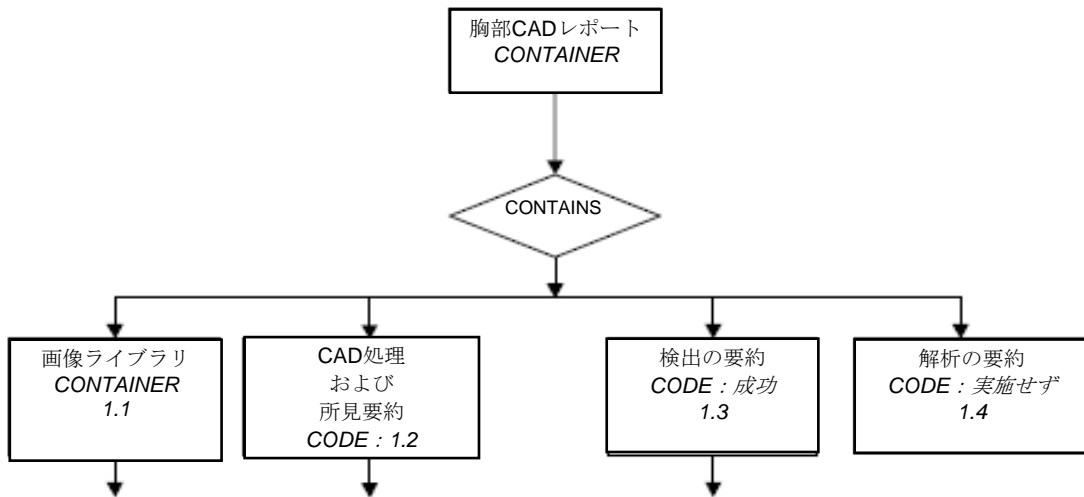 胸部CADレポート
CONTAINER
CONTAINS
画像ライブラリ
CONTAINER
1.1
CAD処理
および
所見要約
CODE：1.2
検出の要約
CODE：成功
1.3
解析の要約
CODE：実施せず
1.4